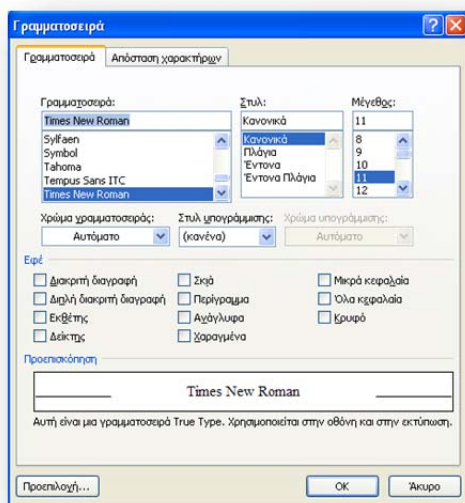 Γραμματοσειρά
Γραμματοσειρά Απόσταση χαρακτήρων
Γραμματοσειρά: Στυλ: Μέγεθος:
Times New Roman Κανονικά 11
Sylfaen Κανονικά 8
Symbol Πλάγια 9
Tahoma Έντονα 10
Tempus Sans ITC Έντονα Πλάγια 11
Times New Roman 12
Χρώμα γραμματοσειράς: Στυλ υπογράμμισης: Χρώμα υπογράμμισης:
Αυτόματο (κανένα) Αυτόματο
Εφέ
Διακριτή διαγραφή Σκιά Μικρά κεφαλαία
Διπλή διακριτή διαγραφή Περίγραμμα Όλα κεφαλαία
Εκθέτης Ανάγλυφα Κρυφό
Δείκτης Χαραγμένα
Προεπισκόπηση
Times New Roman
Αυτή είναι μια γραμματοσειρά True Type. Χρησιμοποιείται στην οθόνη και στην εκτύπωση.
Προεπιλογή... OK Άκυρο